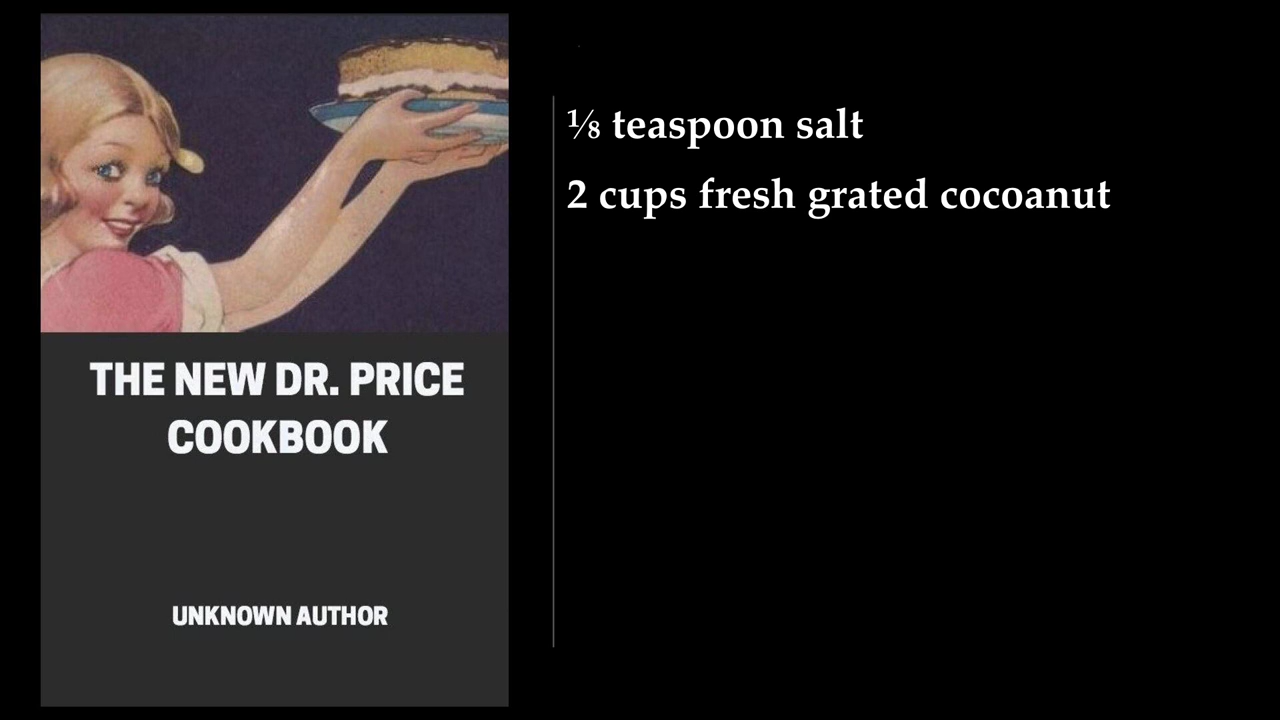 THE NEW DR. PRICE
COOKBOOK
UNKNOWN AUTHOR
⅛ teaspoon salt
2 cups fresh grated cocoanut